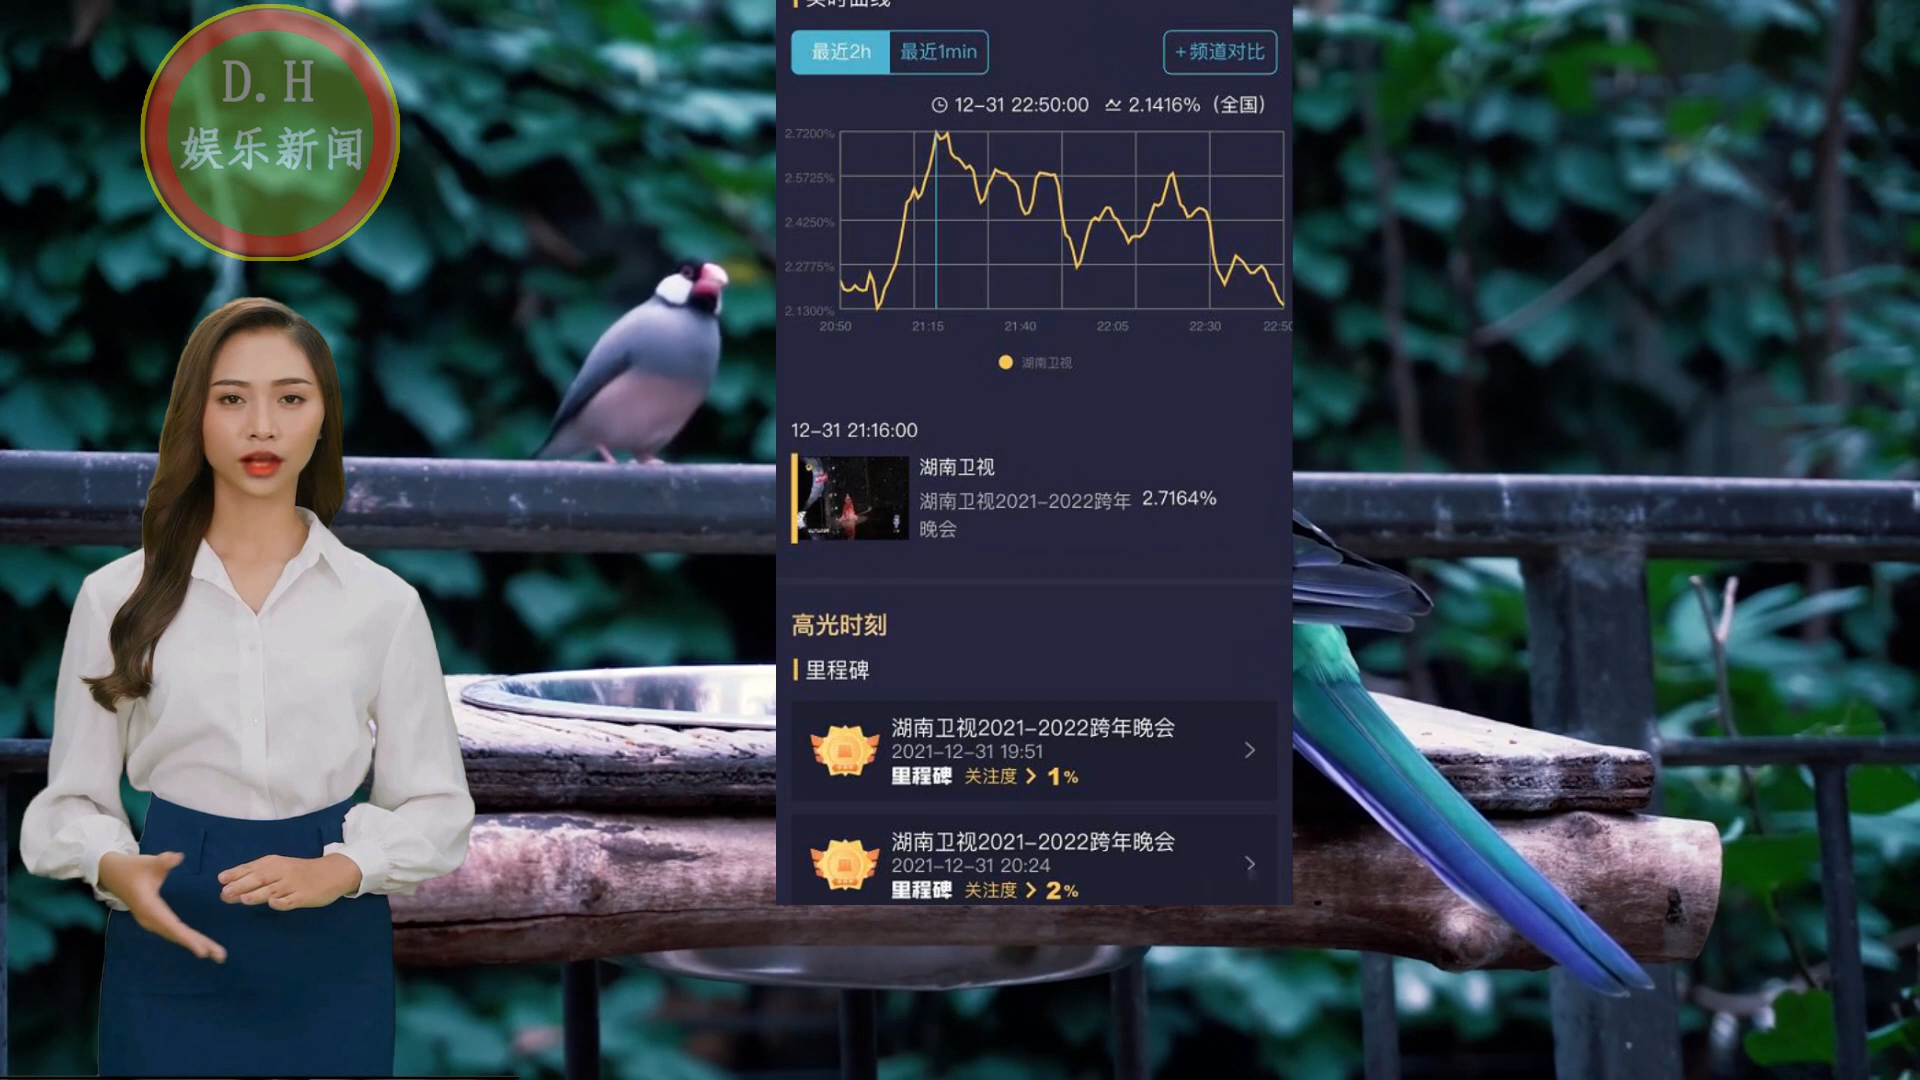 D.H
娱乐新闻
实时曲线
最近2h
最近1min
+频道对比
12-31 22:50:00 2.1416%（全国）
2.7200%
2.5725%
2.4250%
2.2775%
2.1300%
20:50
21:15
21:40
22:05
22:30
22:50
湖南卫视
12-31 21:16:00
湖南卫视
湖南卫视2021-2022跨年 2.7164%
晚会
高光时刻
里程碑
湖南卫视2021-2022跨年晚会
2021-12-31 19:51
里程碑 关注度 > 1%
湖南卫视2021-2022跨年晚会
2021-12-31 20:24
里程碑 关注度 > 2%